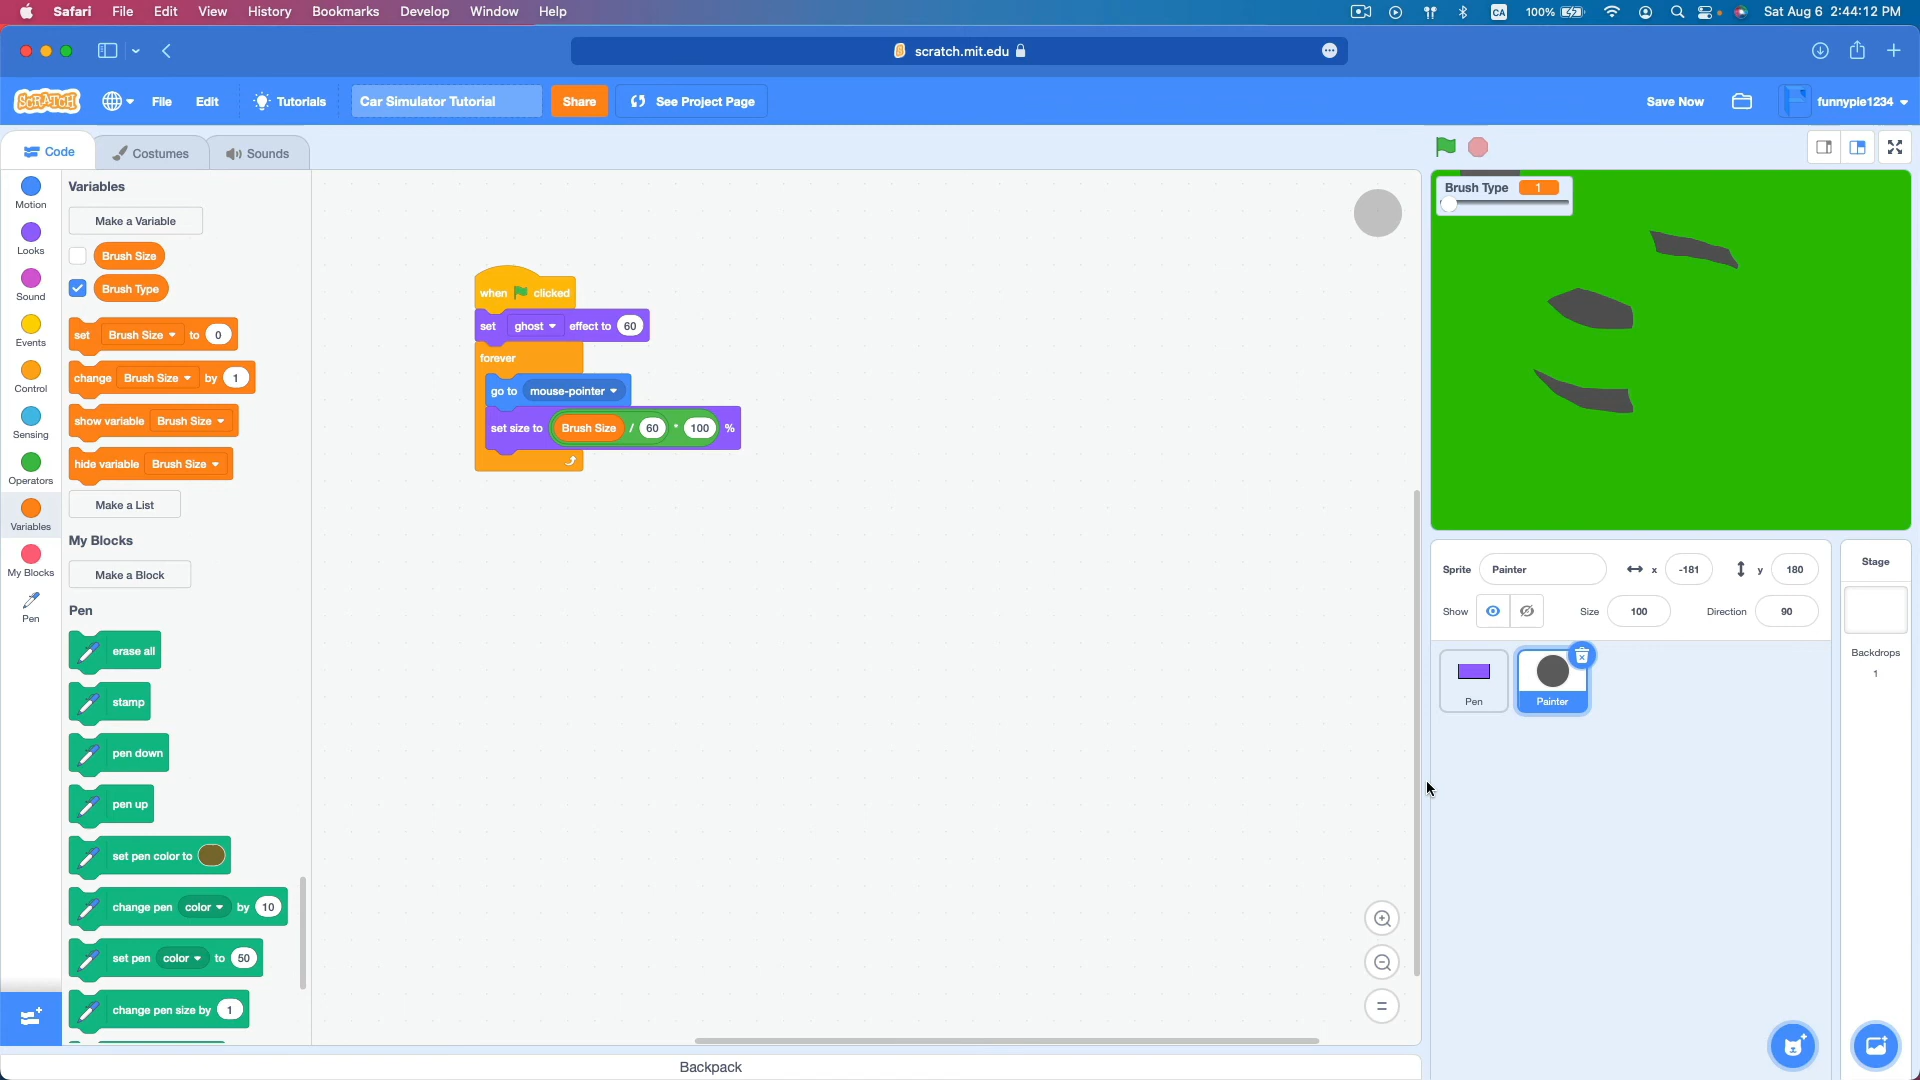 Safari File Edit View History Bookmarks Develop Window Help CA 100% Sat Aug 6 2:44:12 PM
scratch.mit.edu
SCRATCH File Edit Tutorials Car Simulator Tutorial Share See Project Page Save Now funnypie1234
Code Costumes Sounds
Motion
Looks
Sound
Events
Control
Sensing
Operators
Variables
My Blocks
Pen
Variables
Make a Variable
Brush Size
Brush Type
set Brush Size to 0
change Brush Size by 1
show variable Brush Size
hide variable Brush Size
Make a List
My Blocks
Make a Block
Pen
erase all
stamp
pen down
pen up
set pen color to
change pen color by 10
set pen color to 50
change pen size by 1
when clicked
set ghost effect to 60
forever
go to mouse-pointer
set size to Brush Size / 60 * 100 %
Backpack
Brush Type 1
Sprite Painter x -181 y 180
Show Size 100 Direction 90
Pen
Painter
Stage
Backdrops
1